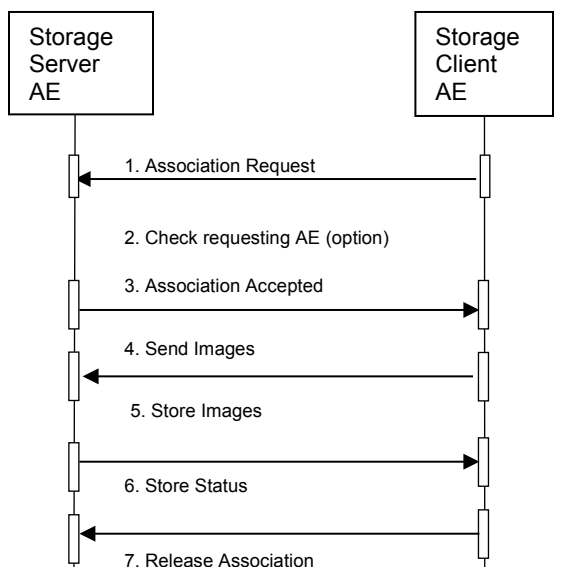 Storage
Server
AE
Storage
Client
AE
1. Association Request
2. Check requesting AE (option)
3. Association Accepted
4. Send Images
5. Store Images
6. Store Status
7. Release Association